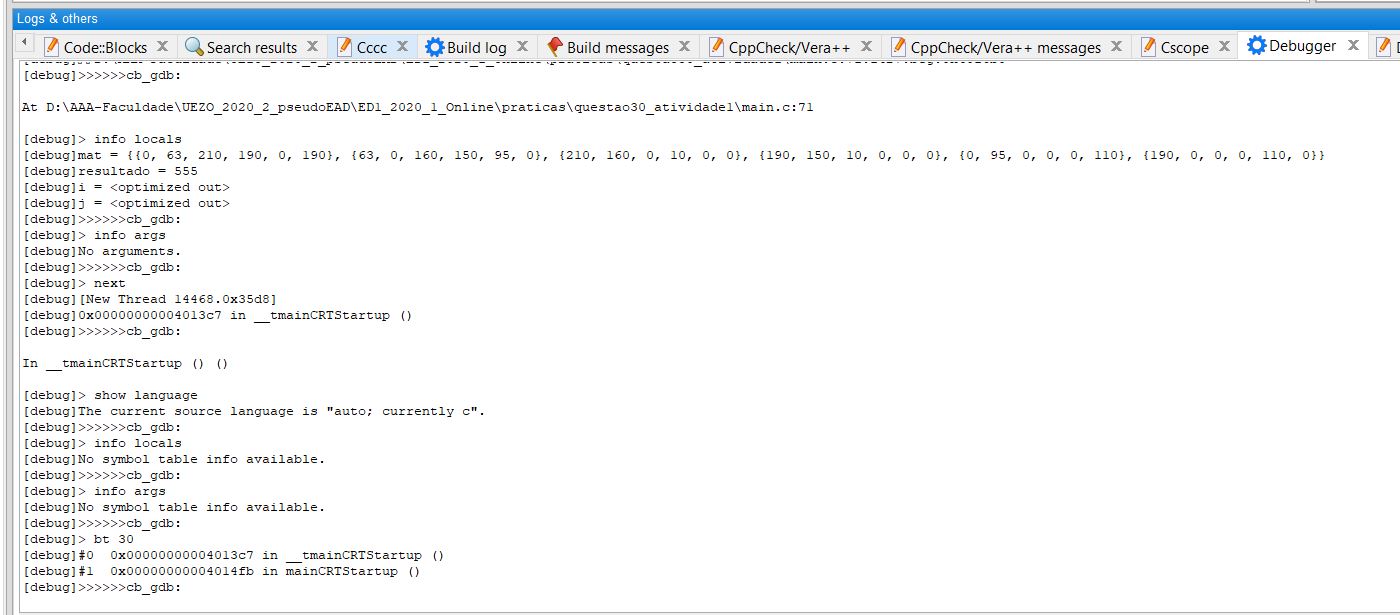 Logs & others
Code::Blocks X Search results X Cccc X Build log X Build messages X CppCheck/Vera++ X CppCheck/Vera++ messages X Cscope X Debugger X
[debug]>>>>>>cb_gdb:
At D:\AAA-Faculdade\UEZO_2020_2_pseudoEAD\ED1_2020_1_Online\praticas\questao30_atividade1\main.c:71
[debug]> info locals
[debug]mat = {{0, 63, 210, 190, 0, 190}, {63, 0, 160, 150, 95, 0}, {210, 160, 0, 10, 0, 0}, {190, 150, 10, 0, 0, 0}, {0, 95, 0, 0, 0, 110}, {190, 0, 0, 0, 110, 0}}
[debug]resultado = 555
[debug]i = <optimized out>
[debug]j = <optimized out>
[debug]>>>>>>cb_gdb:
[debug]> info args
[debug]No arguments.
[debug]>>>>>>cb_gdb:
[debug]> next
[debug][New Thread 14468.0x35d8]
[debug]0x00000000004013c7 in __tmainCRTStartup ()
[debug]>>>>>>cb_gdb:
In __tmainCRTStartup () ()
[debug]> show language
[debug]The current source language is "auto; currently c".
[debug]>>>>>>cb_gdb:
[debug]> info locals
[debug]No symbol table info available.
[debug]>>>>>>cb_gdb:
[debug]> info args
[debug]No symbol table info available.
[debug]>>>>>>cb_gdb:
[debug]> bt 30
[debug]#0  0x00000000004013c7 in __tmainCRTStartup ()
[debug]#1  0x00000000004014fb in mainCRTStartup ()
[debug]>>>>>>cb_gdb: